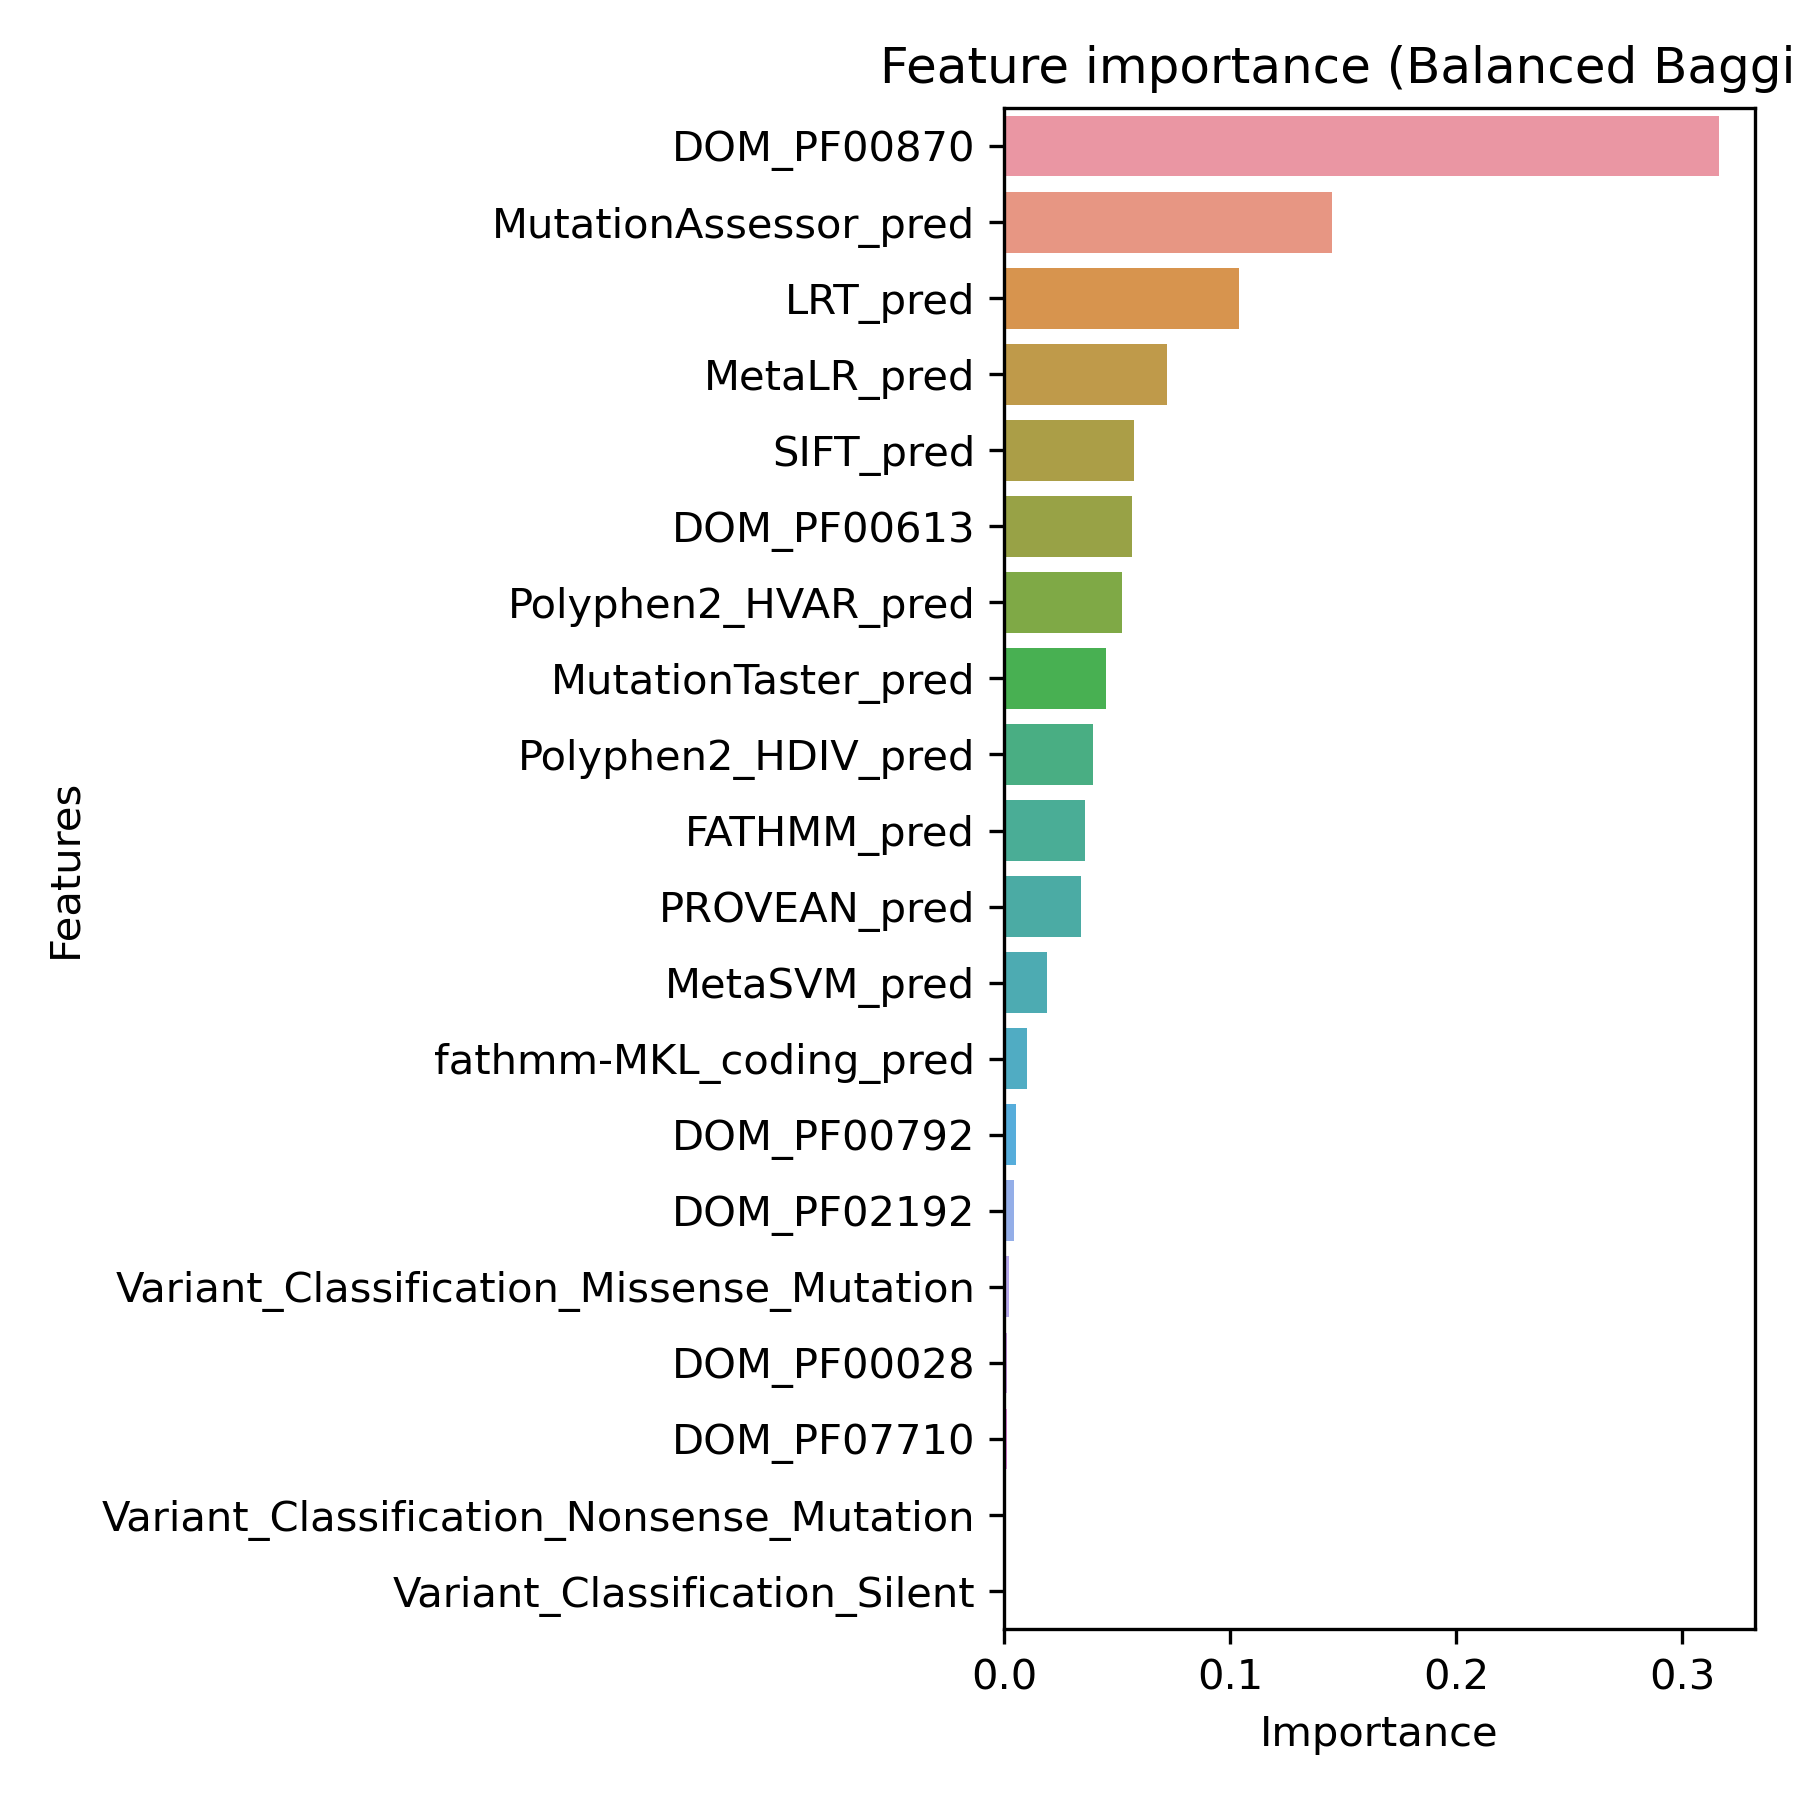 Feature importance (Balanced Baggi
DOM_PF00870
MutationAssessor_pred
LRT_pred
MetaLR_pred
SIFT_pred
DOM_PF00613
Polyphen2_HVAR_pred
MutationTaster_pred
Polyphen2_HDIV_pred
FATHMM_pred
PROVEAN_pred
MetaSVM_pred
fathmm-MKL_coding_pred
DOM_PF00792
DOM_PF02192
Variant_Classification_Missense_Mutation
DOM_PF00028
DOM_PF07710
Variant_Classification_Nonsense_Mutation
Variant_Classification_Silent
Features
0.0 0.1 0.2 0.3
Importance